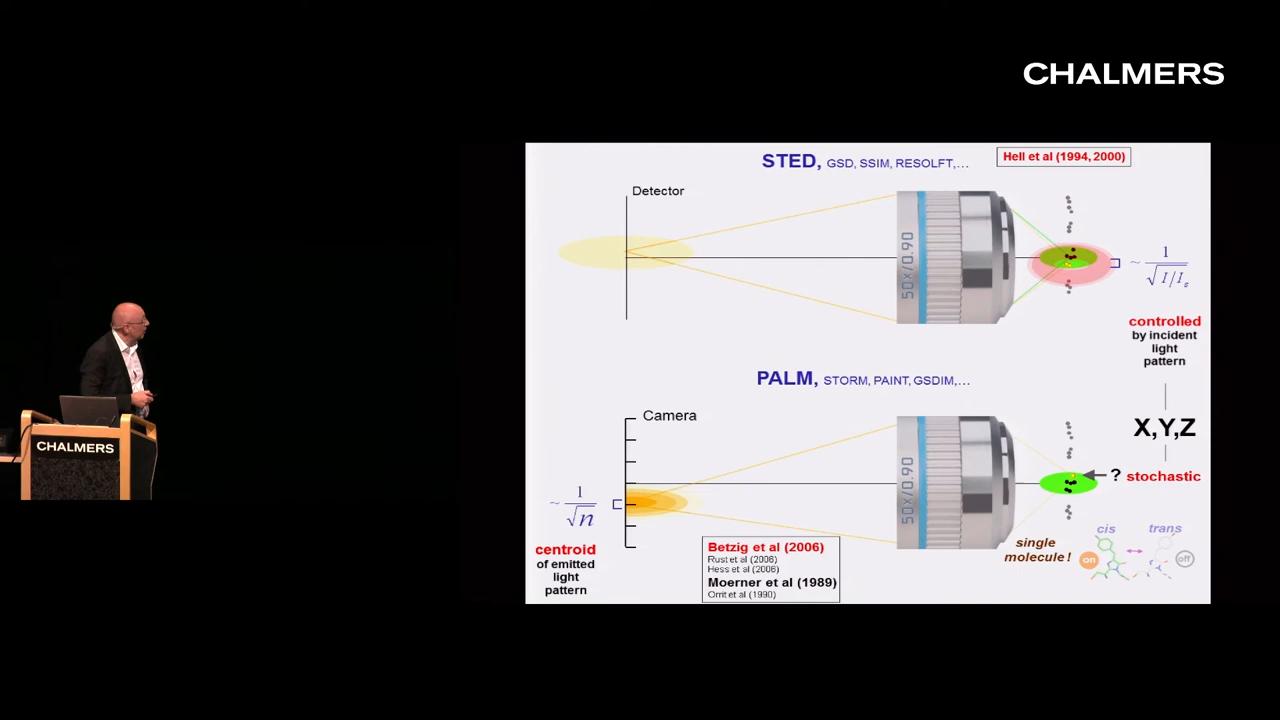 CHALMERS
STED, GSD, SSIM, RESOLFT,...
Hell et al (1994, 2000)
Detector
50x/0.90
~ 1
√ I/Is
controlled
by incident
light
pattern
PALM, STORM, PAINT, GSDIM,...
Camera
50x/0.90
X,Y,Z
? stochastic
~ 1
√n
centroid
of emitted
light
pattern
Betzig et al (2006)
Rust et al (2006)
Hess et al (2006)
Moerner et al (1989)
Orrit et al (1990)
single
molecule!
cis trans
on off
CHALMERS